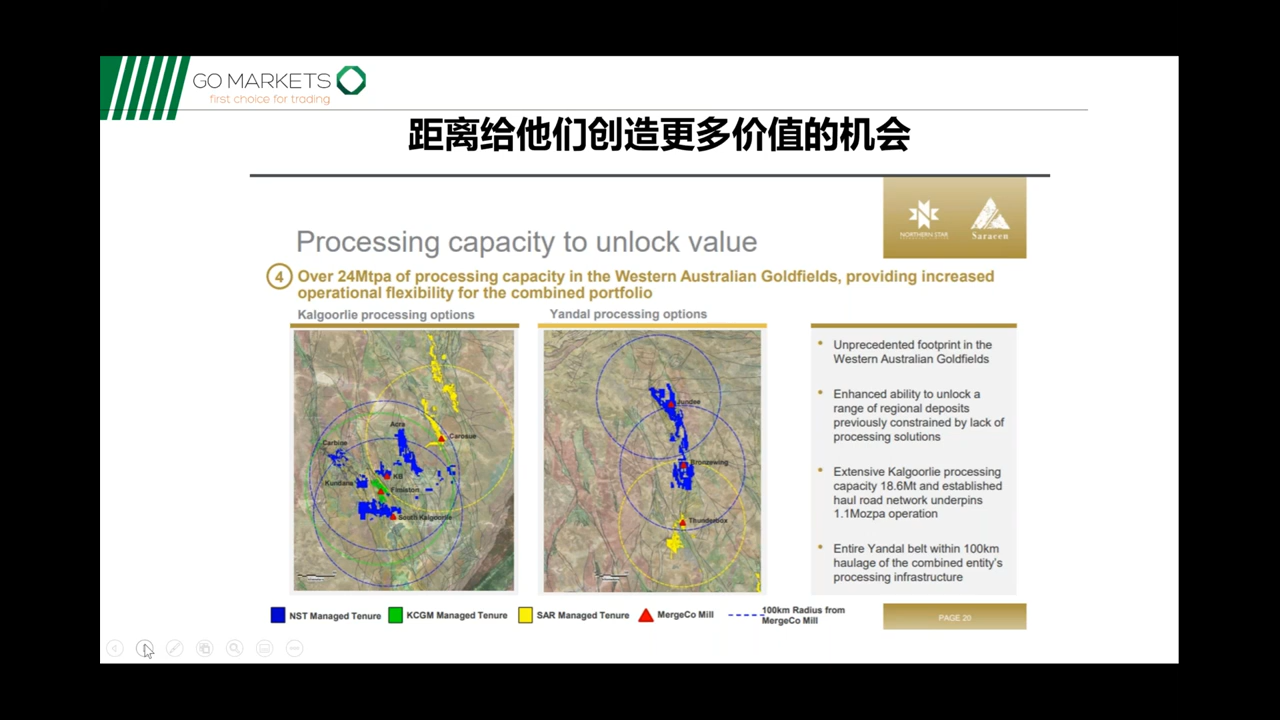 GO MARKETS
first choice for trading
距离给他们创造更多价值的机会
NORTHERN STAR
Saracen
Processing capacity to unlock value
4 Over 24Mtpa of processing capacity in the Western Australian Goldfields, providing increased
operational flexibility for the combined portfolio
Kalgoorlie processing options
Yandal processing options
Acra
Carosue
Carbine
KB
Kundana
Fimiston
South Kalgoorlie
Jundee
Bronzewing
Thunderbox
• Unprecedented footprint in the
Western Australian Goldfields
• Enhanced ability to unlock a
range of regional deposits
previously constrained by lack of
processing solutions
• Extensive Kalgoorlie processing
capacity 18.6Mt and established
haul road network underpins
1.1Mozpa operation
• Entire Yandal belt within 100km
haulage of the combined entity's
processing infrastructure
NST Managed Tenure
KCGM Managed Tenure
SAR Managed Tenure
MergeCo Mill
100km Radius from
MergeCo Mill
PAGE 20